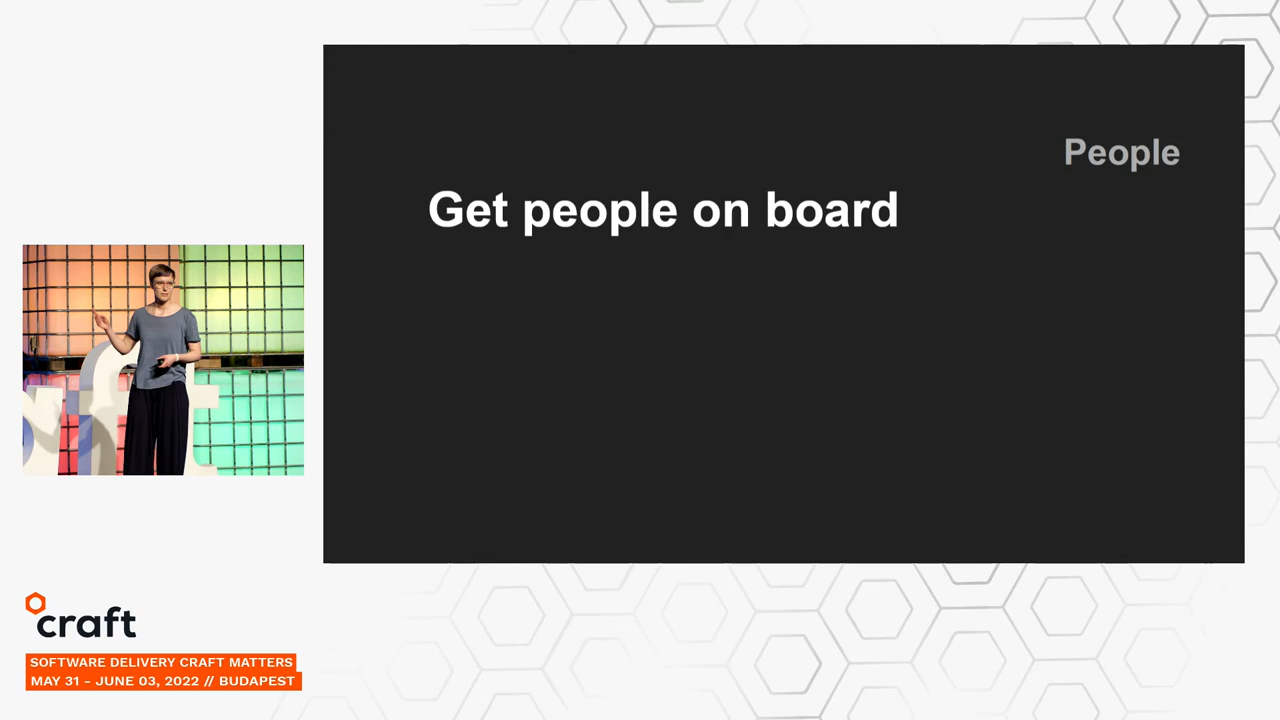 People
Get people on board
craft
SOFTWARE DELIVERY CRAFT MATTERS
MAY 31 - JUNE 03, 2022 // BUDAPEST